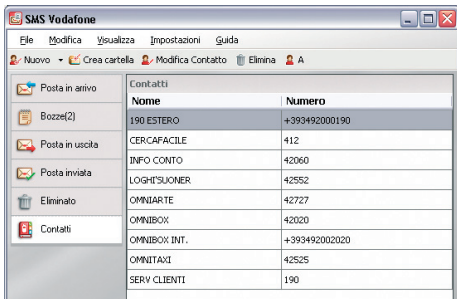 SMS Vodafone
File Modifica Visualizza Impostazioni Guida
Nuovo Crea cartella Modifica Contatto Elimina A
Posta in arrivo
Bozze(2)
Posta in uscita
Posta inviata
Eliminato
Contatti
Contatti
Nome Numero
190 ESTERO +393492000190
CERCAFACILE 412
INFO CONTO 42060
LOGHI'SUONER 42552
OMNIARTE 42727
OMNIBOX 42020
OMNIBOX INT. +393492002020
OMNITAXI 42525
SERV CLIENTI 190